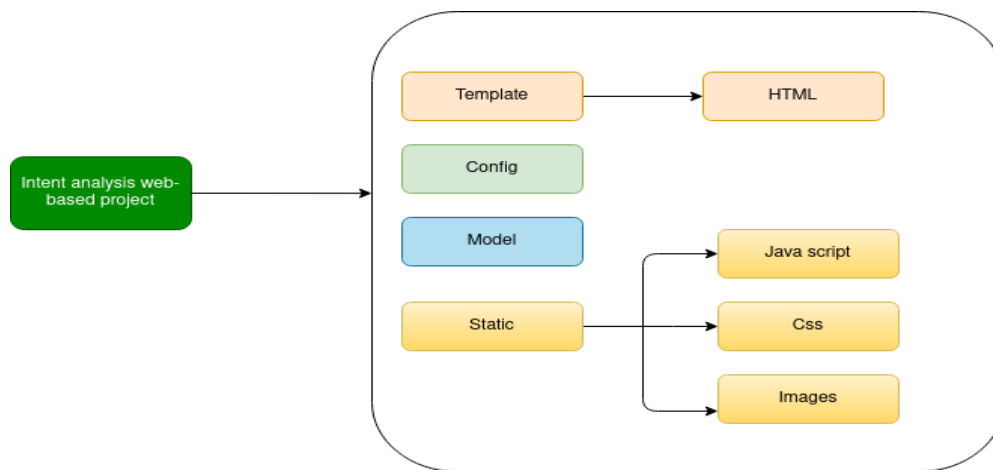 Template
HTML
Config
Intent analysis web-
based project
Model
Java script
Static
Css
Images